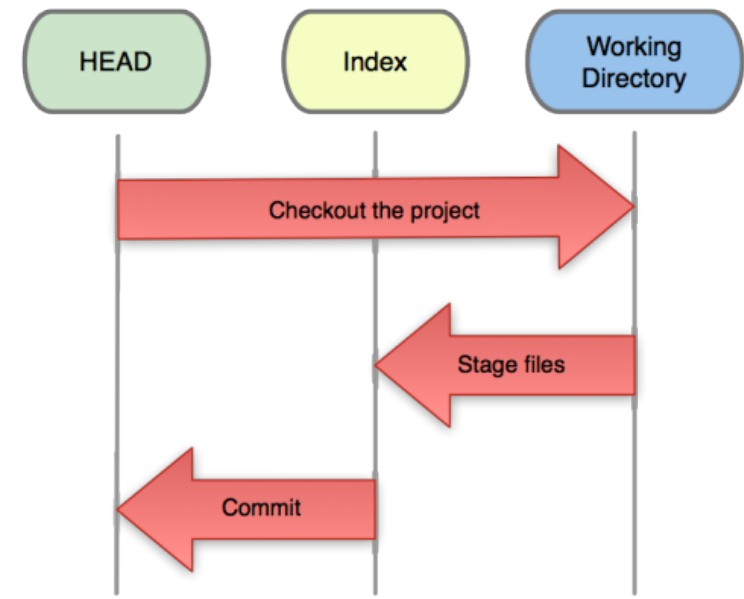 HEAD
Index
Working
Directory
Checkout the project
Stage files
Commit